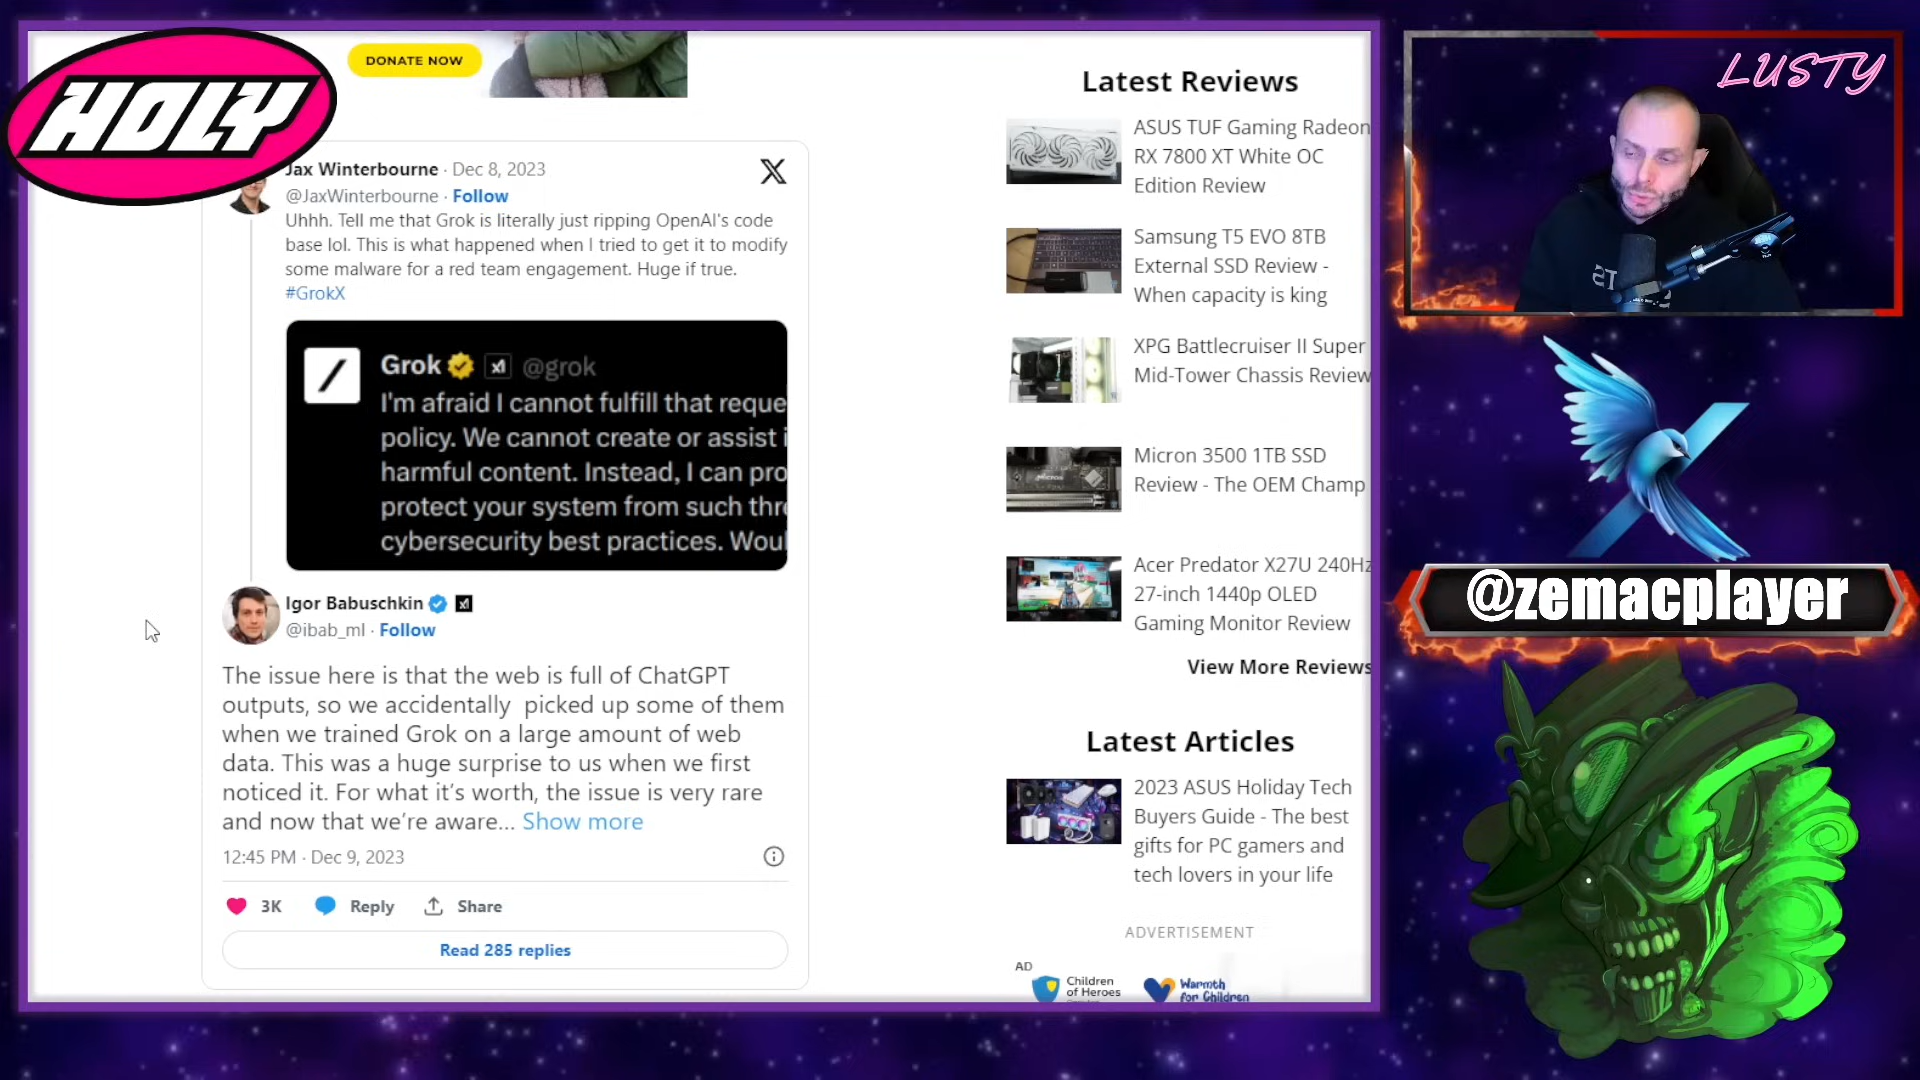 HOLY
DONATE NOW
Jax Winterbourne · Dec 8, 2023
@JaxWinterbourne · Follow
Uhhh. Tell me that Grok is literally just ripping OpenAI's code
base lol. This is what happened when I tried to get it to modify
some malware for a red team engagement. Huge if true.
#GrokX
Grok @grok
I'm afraid I cannot fulfill that reque
policy. We cannot create or assist i
harmful content. Instead, I can pro
protect your system from such thr
cybersecurity best practices. Woul
Igor Babuschkin
@ibab_ml · Follow
The issue here is that the web is full of ChatGPT
outputs, so we accidentally picked up some of them
when we trained Grok on a large amount of web
data. This was a huge surprise to us when we first
noticed it. For what it's worth, the issue is very rare
and now that we're aware... Show more
12:45 PM · Dec 9, 2023
3K Reply Share
Read 285 replies
Latest Reviews
ASUS TUF Gaming Radeon
RX 7800 XT White OC
Edition Review
Samsung T5 EVO 8TB
External SSD Review -
When capacity is king
XPG Battlecruiser II Super
Mid-Tower Chassis Review
Micron 3500 1TB SSD
Review - The OEM Champ
Acer Predator X27U 240Hz
27-inch 1440p OLED
Gaming Monitor Review
View More Reviews
Latest Articles
2023 ASUS Holiday Tech
Buyers Guide - The best
gifts for PC gamers and
tech lovers in your life
ADVERTISEMENT
AD
Children
of Heroes
Warmth
for Children
LUSTY
@zemacplayer